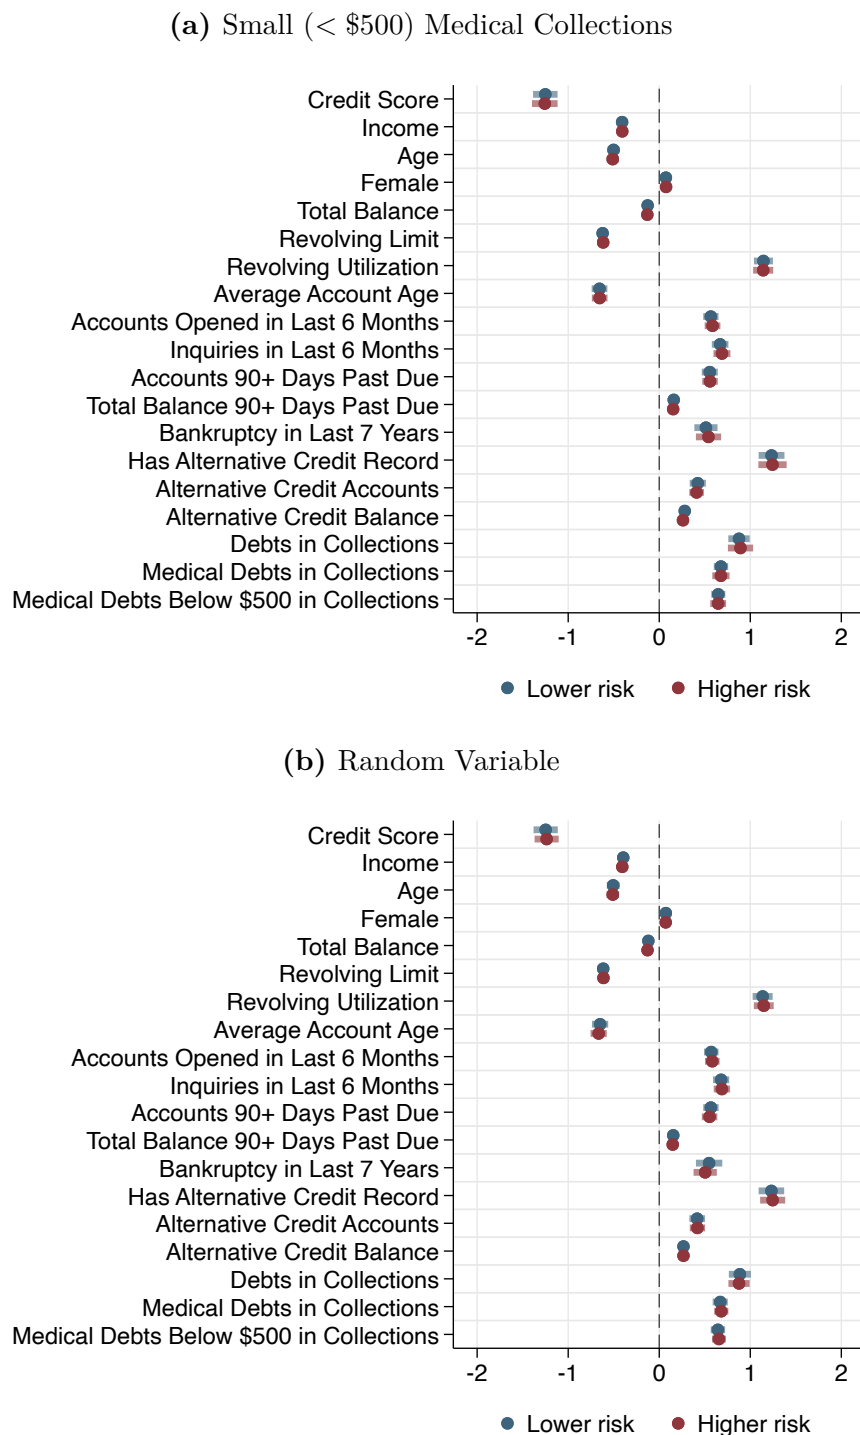 (a) Small (< $500) Medical Collections
Credit Score
Income
Age
Female
Total Balance
Revolving Limit
Revolving Utilization
Average Account Age
Accounts Opened in Last 6 Months
Inquiries in Last 6 Months
Accounts 90+ Days Past Due
Total Balance 90+ Days Past Due
Bankruptcy in Last 7 Years
Has Alternative Credit Record
Alternative Credit Accounts
Alternative Credit Balance
Debts in Collections
Medical Debts in Collections
Medical Debts Below $500 in Collections
-2 -1 0 1 2
Lower risk Higher risk
(b) Random Variable
Credit Score
Income
Age
Female
Total Balance
Revolving Limit
Revolving Utilization
Average Account Age
Accounts Opened in Last 6 Months
Inquiries in Last 6 Months
Accounts 90+ Days Past Due
Total Balance 90+ Days Past Due
Bankruptcy in Last 7 Years
Has Alternative Credit Record
Alternative Credit Accounts
Alternative Credit Balance
Debts in Collections
Medical Debts in Collections
Medical Debts Below $500 in Collections
-2 -1 0 1 2
Lower risk Higher risk